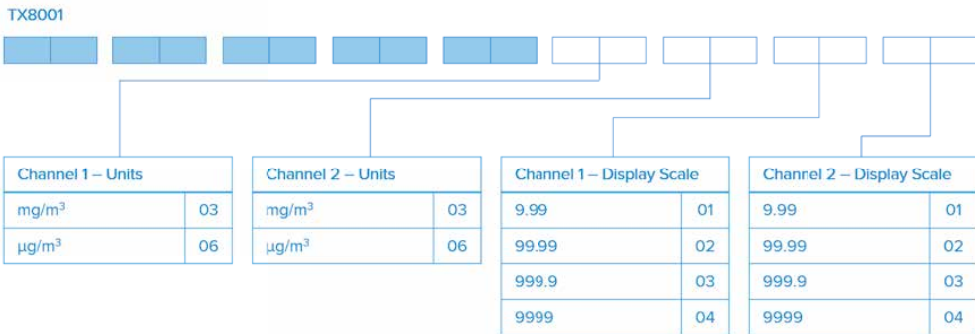 TX8001
Channel 1 – Units
mg/m³ 03
µg/m³ 06
Channel 2 – Units
mg/m³ 03
µg/m³ 06
Channel 1 – Display Scale
9.99 01
99.99 02
999.9 03
9999 04
Channel 2 – Display Scale
9.99 01
99.99 02
999.9 03
9999 04